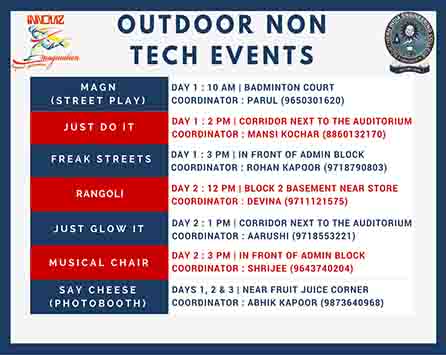 INNOVIZ
OUTDOOR NON
TECH EVENTS
MAGN
(STREET PLAY)
DAY 1 : 10 AM | BADMINTON COURT
COORDINATOR : PARUL (9650301620)
JUST DO IT
DAY 1 : 2 PM | CORRIDOR NEXT TO THE AUDITORIUM
COORDINATOR : MANSI KOCHAR (8860132170)
FREAK STREETS
DAY 1 : 3 PM | IN FRONT OF ADMIN BLOCK
COORDINATOR : ROHAN KAPOOR (9718790803)
RANGOLI
DAY 2 : 12 PM | BLOCK 2 BASEMENT NEAR STORE
COORDINATOR : DEVINA (9711121575)
JUST GLOW IT
DAY 2 : 1 PM | CORRIDOR NEXT TO THE AUDITORIUM
COORDINATOR : AARUSHI (9718553221)
MUSICAL CHAIR
DAY 2 : 3 PM | IN FRONT OF ADMIN BLOCK
COORDINATOR : SHRIJEE (9643740204)
SAY CHEESE
(PHOTOBOOTH)
DAYS 1, 2 & 3 | NEAR FRUIT JUICE CORNER
COORDINATOR : ABHIK KAPOOR (9873640968)